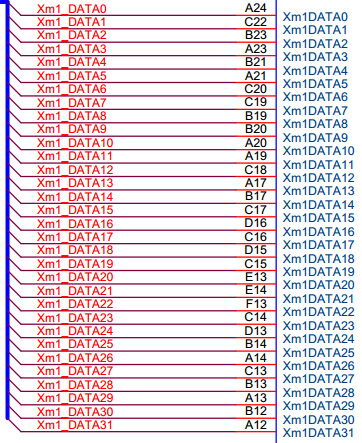 Xm1_DATA0 A24 Xm1DATA0
Xm1_DATA1 C22 Xm1DATA1
Xm1_DATA2 B23 Xm1DATA2
Xm1_DATA3 A23 Xm1DATA3
Xm1_DATA4 B21 Xm1DATA4
Xm1_DATA5 A21 Xm1DATA5
Xm1_DATA6 C20 Xm1DATA6
Xm1_DATA7 C19 Xm1DATA7
Xm1_DATA8 B19 Xm1DATA8
Xm1_DATA9 B20 Xm1DATA9
Xm1_DATA10 A20 Xm1DATA10
Xm1_DATA11 A19 Xm1DATA11
Xm1_DATA12 C18 Xm1DATA12
Xm1_DATA13 A17 Xm1DATA13
Xm1_DATA14 B17 Xm1DATA14
Xm1_DATA15 C17 Xm1DATA15
Xm1_DATA16 D16 Xm1DATA16
Xm1_DATA17 C16 Xm1DATA17
Xm1_DATA18 D15 Xm1DATA18
Xm1_DATA19 C15 Xm1DATA19
Xm1_DATA20 E13 Xm1DATA20
Xm1_DATA21 E14 Xm1DATA21
Xm1_DATA22 F13 Xm1DATA22
Xm1_DATA23 C14 Xm1DATA23
Xm1_DATA24 D13 Xm1DATA24
Xm1_DATA25 B14 Xm1DATA25
Xm1_DATA26 A14 Xm1DATA26
Xm1_DATA27 C13 Xm1DATA27
Xm1_DATA28 B13 Xm1DATA28
Xm1_DATA29 A13 Xm1DATA29
Xm1_DATA30 B12 Xm1DATA30
Xm1_DATA31 A12 Xm1DATA31